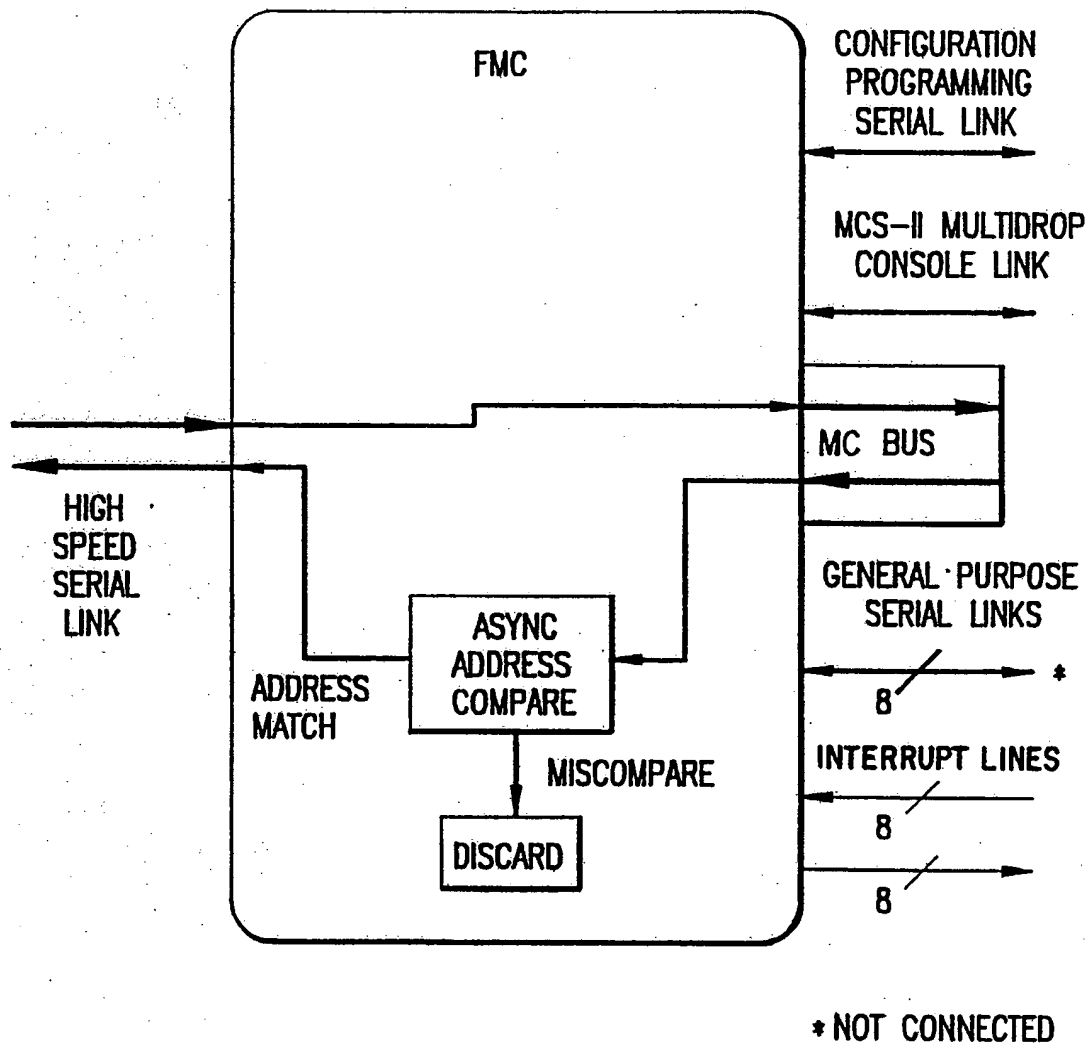 FMC
CONFIGURATION
PROGRAMMING
SERIAL LINK
MCS-II MULTIDROP
CONSOLE LINK
MC BUS
HIGH
SPEED
SERIAL
LINK
GENERAL PURPOSE
SERIAL LINKS
8
*
ASYNC
ADDRESS
COMPARE
ADDRESS
MATCH
MISCOMPARE
DISCARD
INTERRUPT LINES
8
8
* NOT CONNECTED